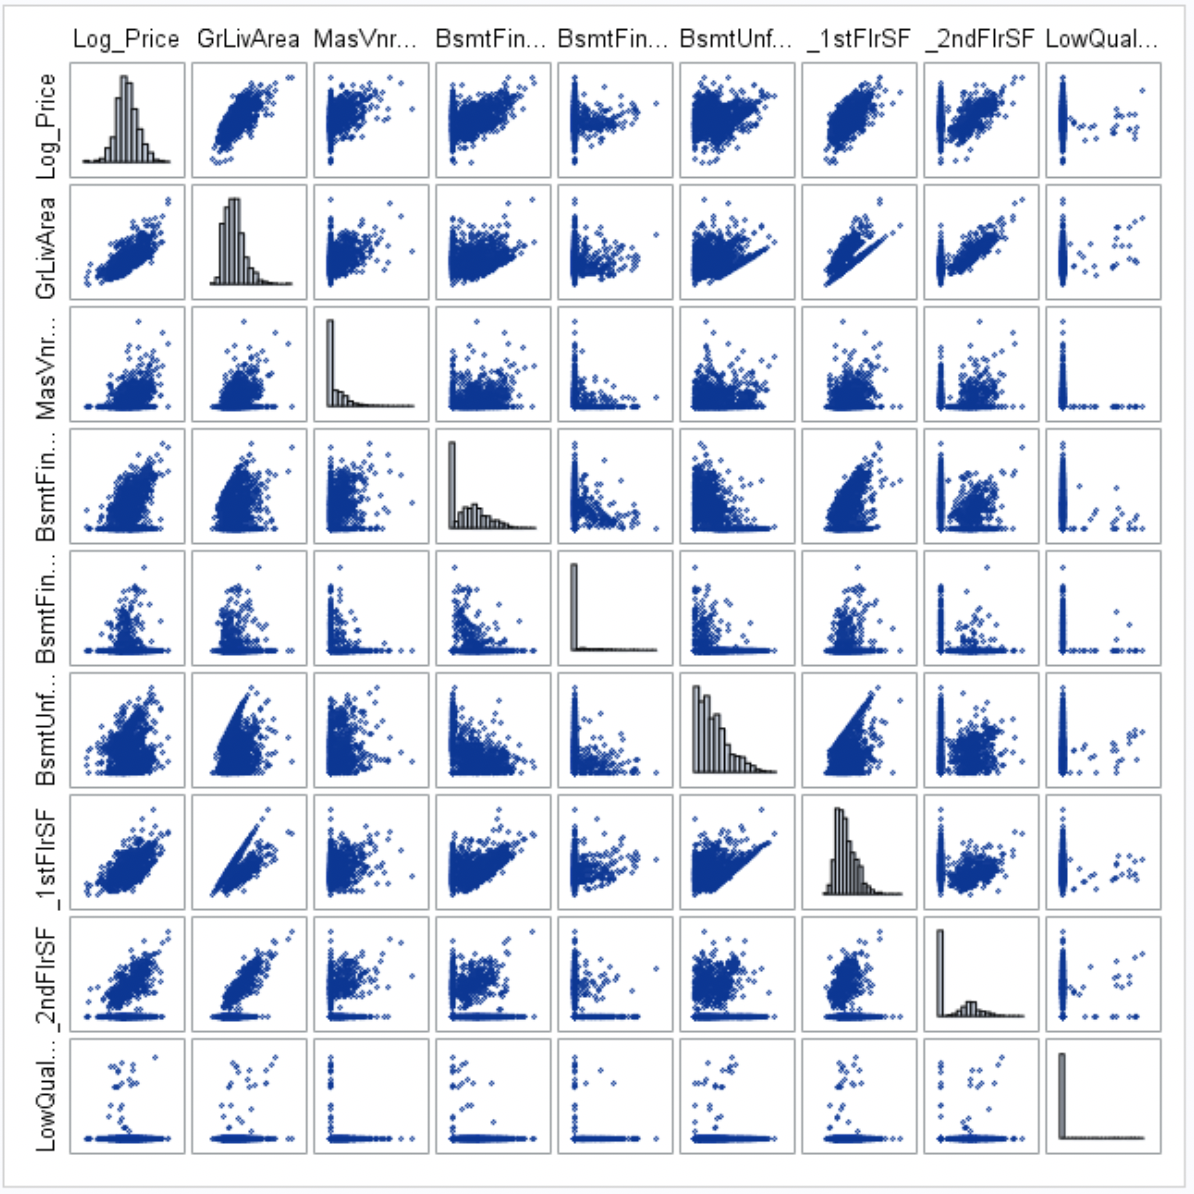 Log_Price GrLivArea MasVnr... BsmtFin... BsmtFin... BsmtUnf... _1stFlrSF _2ndFlrSF LowQual...
Log_Price
GrLivArea
MasVnr...
BsmtFin...
BsmtFin...
BsmtUnf...
_1stFlrSF
_2ndFlrSF
LowQual...